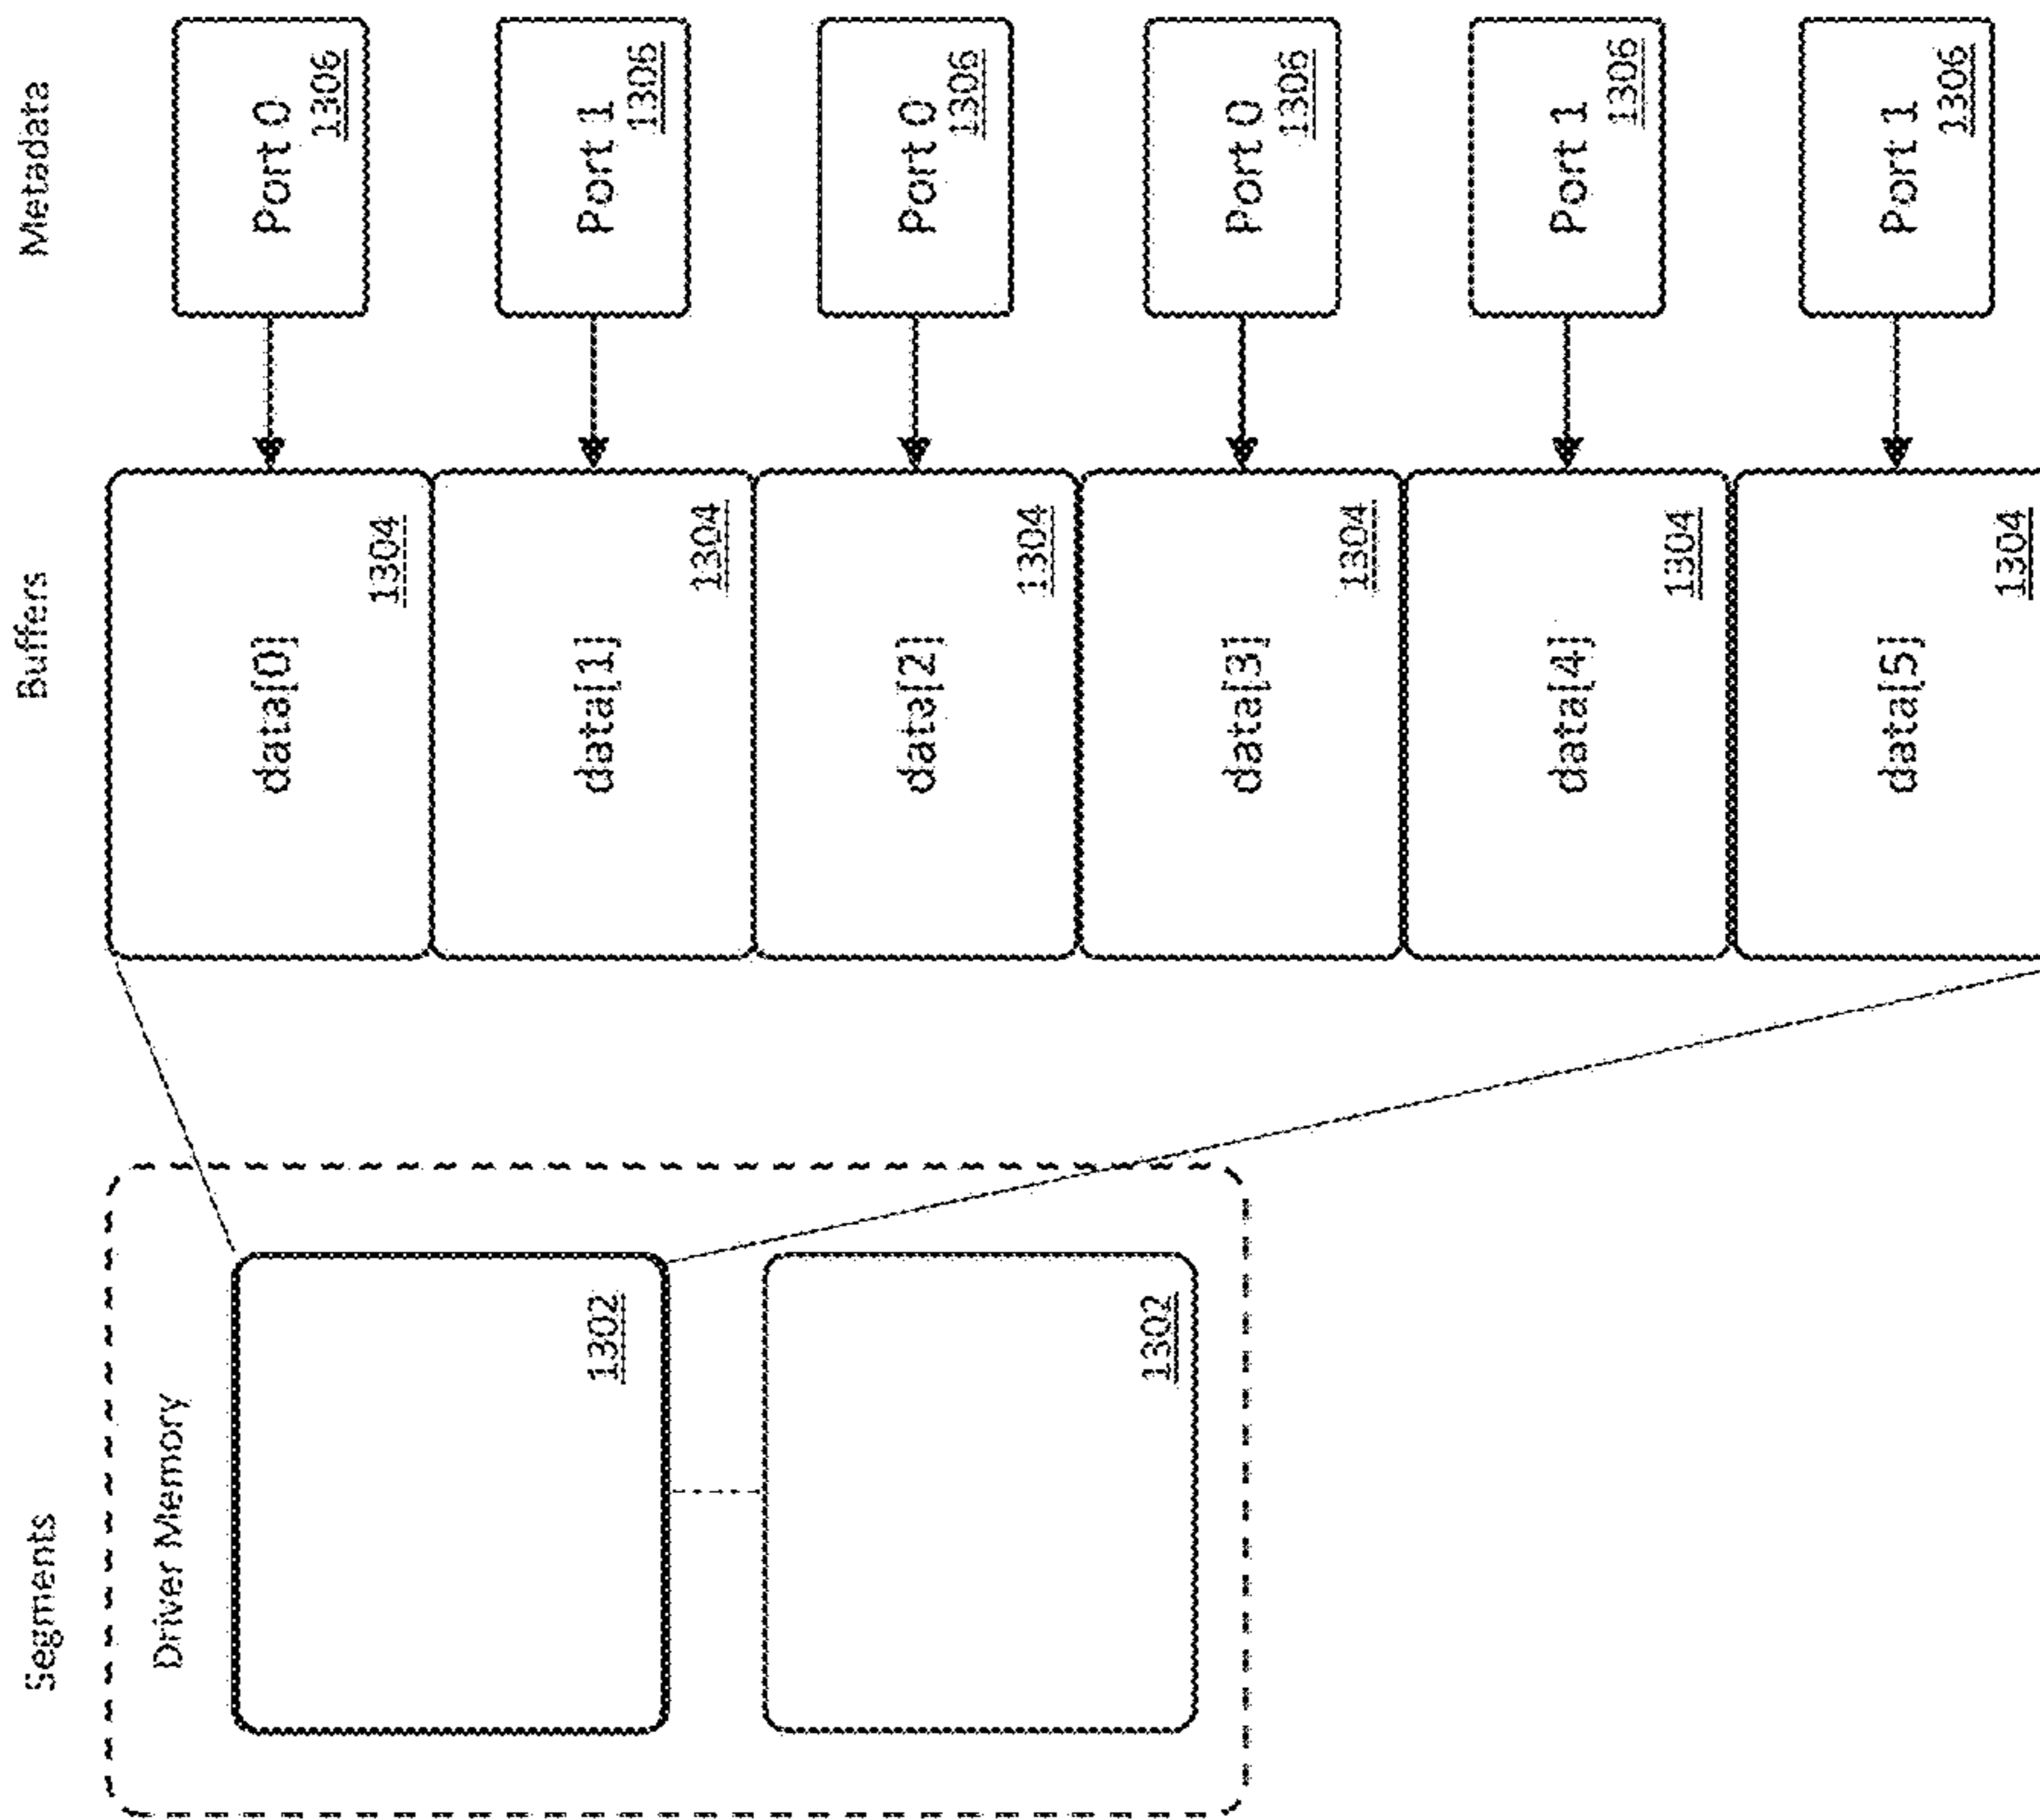 Segments
Buffers
Metadata
Driver Memory
1302
1302
data[0]
1304
Port 0
1306
data[1]
1304
Port 1
1306
data[2]
1304
Port 0
1306
data[3]
1304
Port 0
1306
data[4]
1304
Port 1
1306
data[5]
1304
Port 1
1306